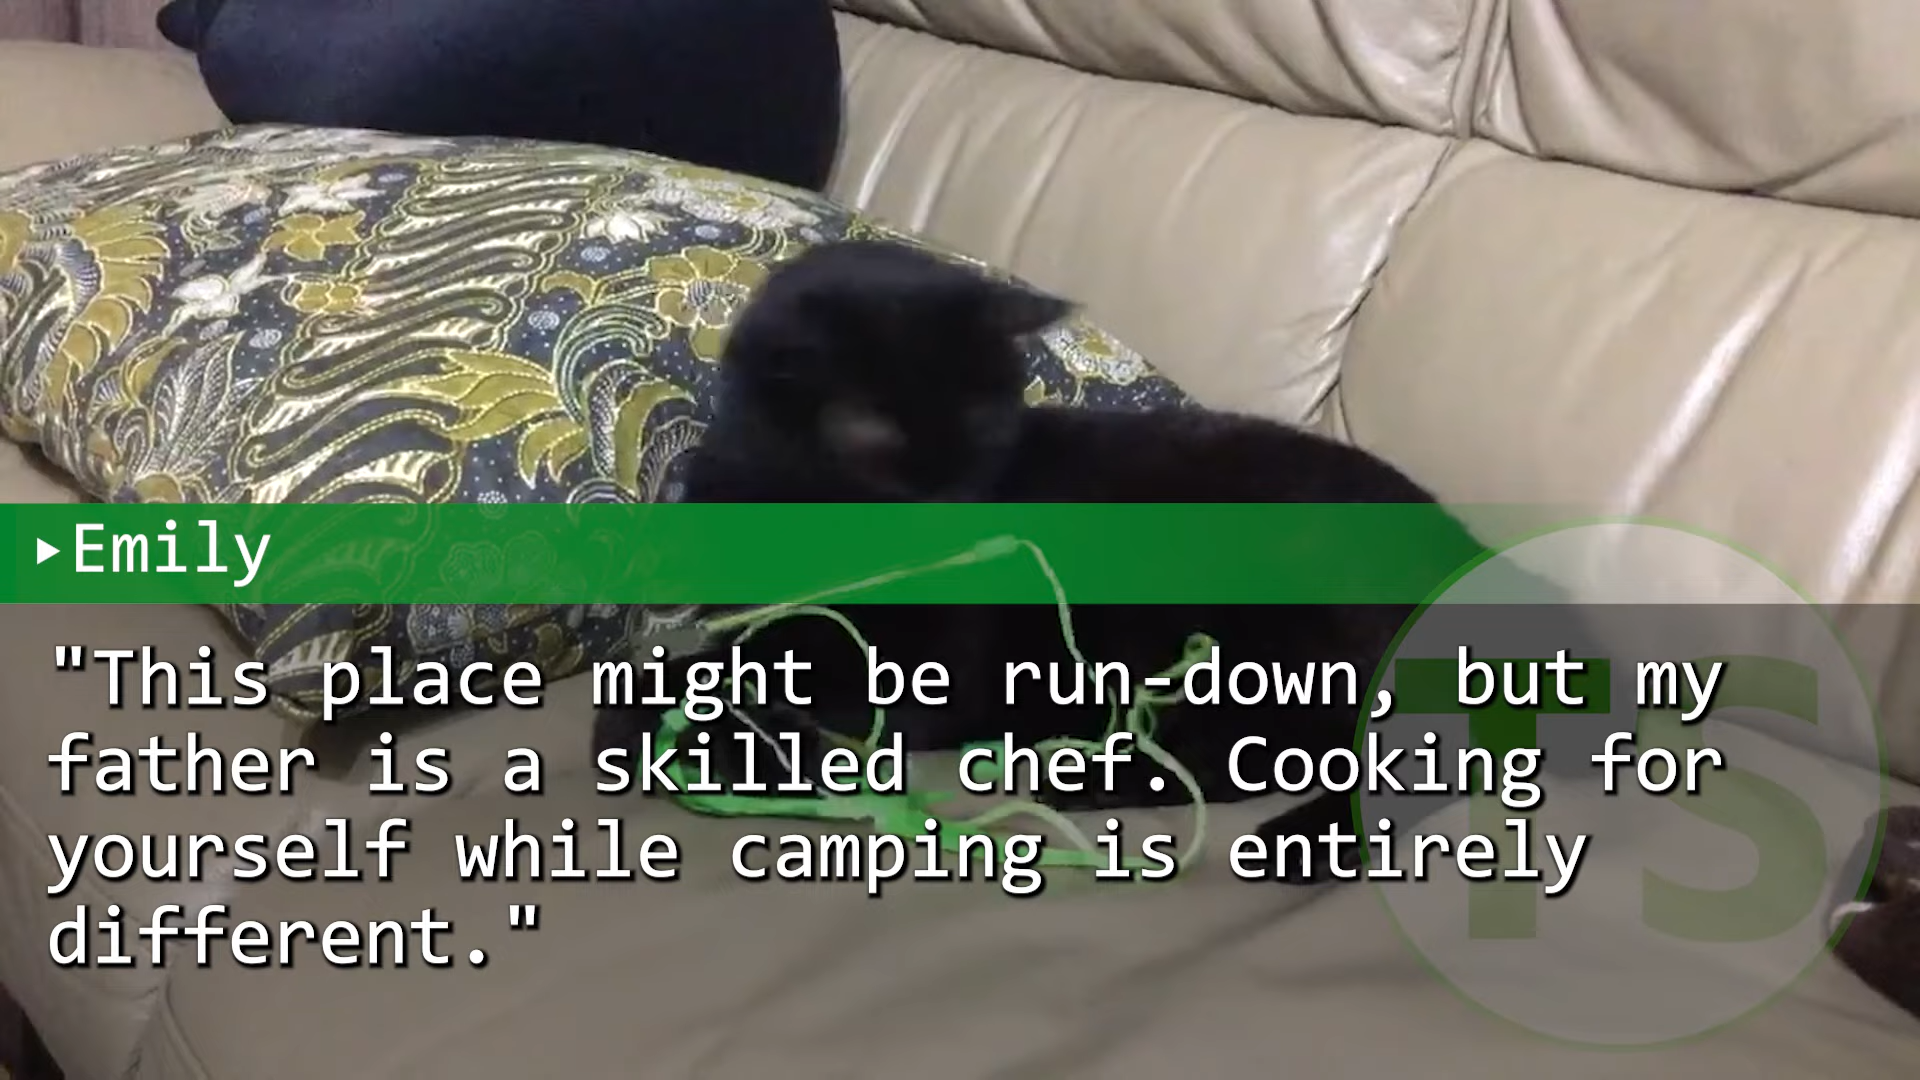 Emily
"This place might be run-down, but my
father is a skilled chef. Cooking for
yourself while camping is entirely
different."
TS